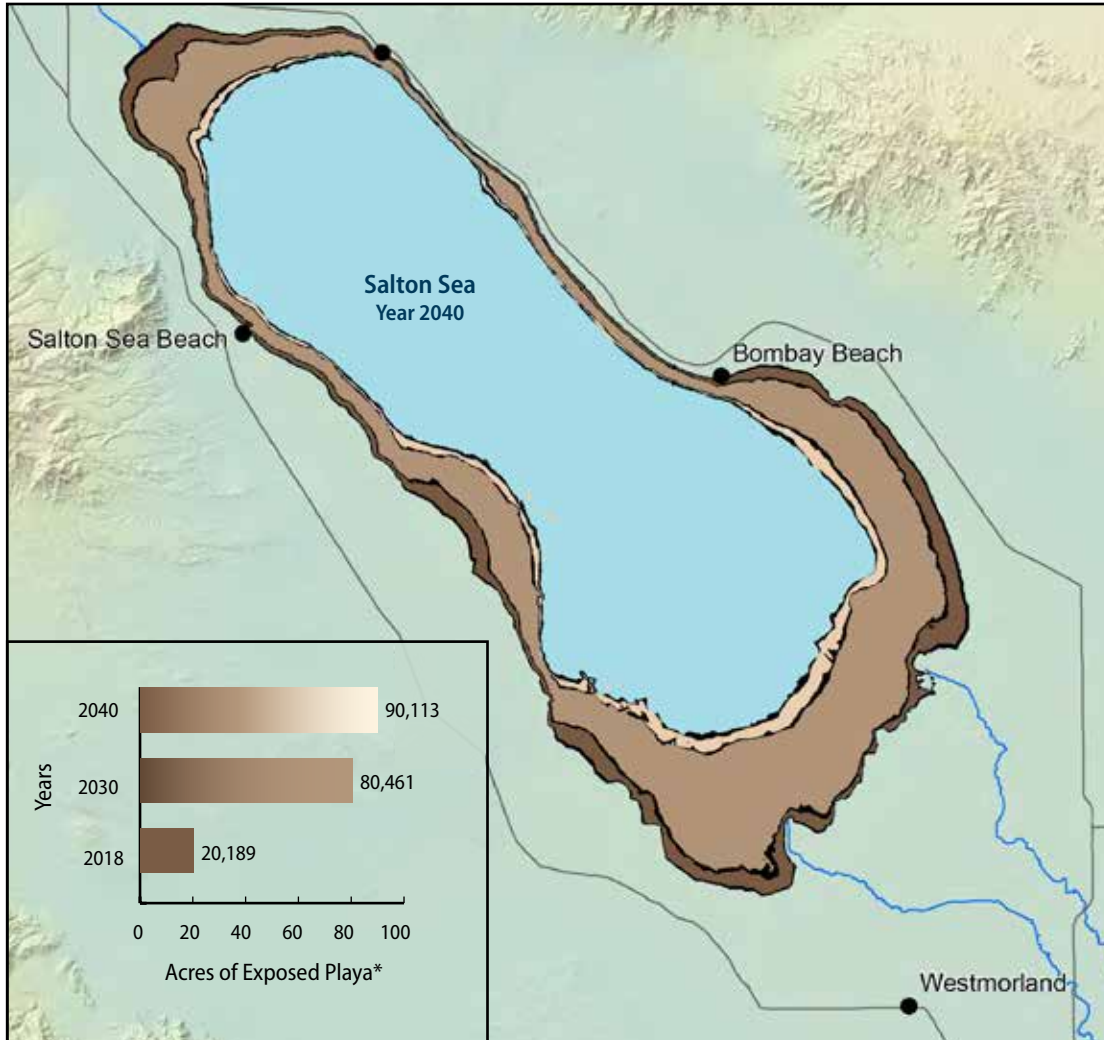 Salton Sea
Year 2040
Salton Sea Beach
Bombay Beach
Years
2040
90,113
2030
80,461
2018
20,189
0 20 40 60 80 100
Acres of Exposed Playa*
Westmorland